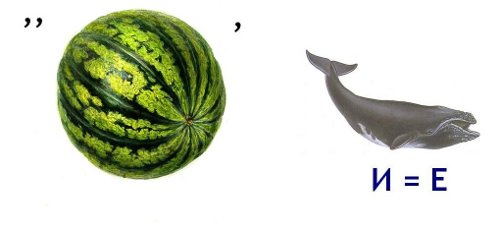 ,, ,
И = Е